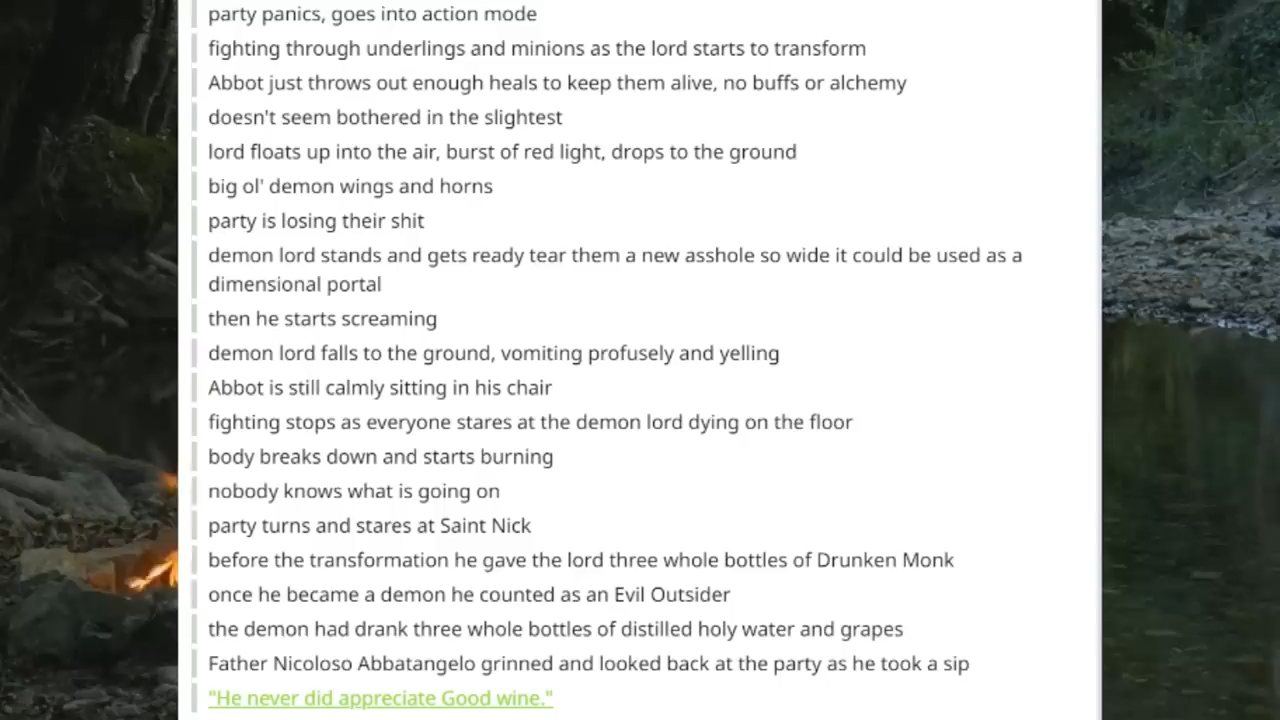 party panics, goes into action mode
fighting through underlings and minions as the lord starts to transform
Abbot just throws out enough heals to keep them alive, no buffs or alchemy
doesn't seem bothered in the slightest
lord floats up into the air, burst of red light, drops to the ground
big ol' demon wings and horns
party is losing their shit
demon lord stands and gets ready tear them a new asshole so wide it could be used as a
dimensional portal
then he starts screaming
demon lord falls to the ground, vomiting profusely and yelling
Abbot is still calmly sitting in his chair
fighting stops as everyone stares at the demon lord dying on the floor
body breaks down and starts burning
nobody knows what is going on
party turns and stares at Saint Nick
before the transformation he gave the lord three whole bottles of Drunken Monk
once he became a demon he counted as an Evil Outsider
the demon had drank three whole bottles of distilled holy water and grapes
Father Nicoloso Abbatangelo grinned and looked back at the party as he took a sip
"He never did appreciate Good wine."